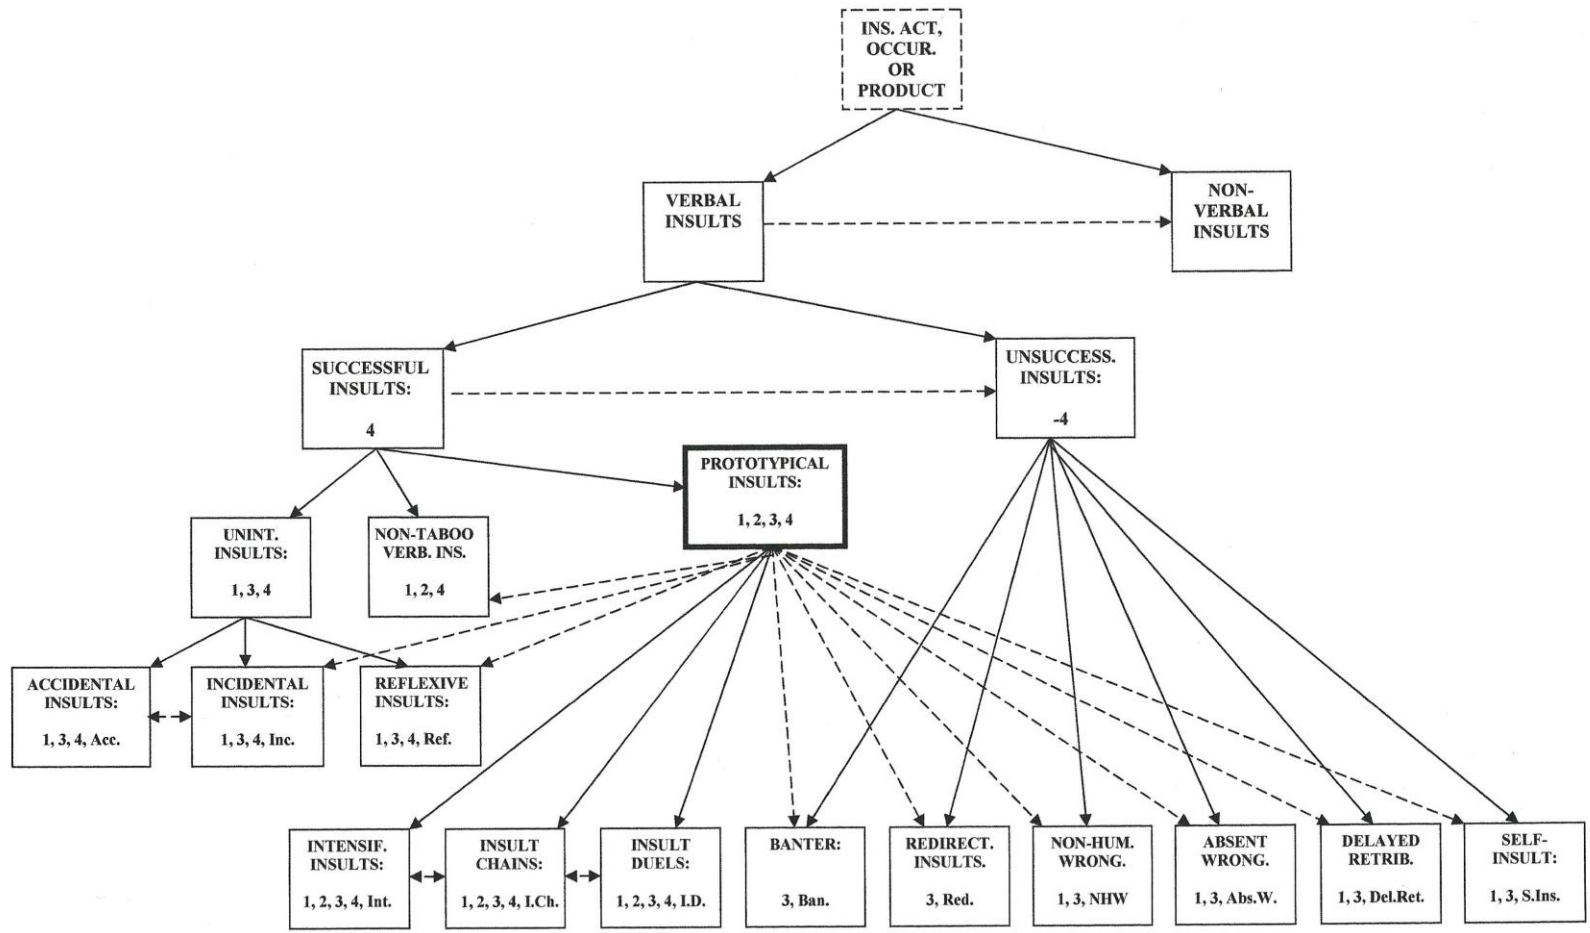 INS. ACT,
OCCUR.
OR
PRODUCT
VERBAL
INSULTS
NON-
VERBAL
INSULTS
SUCCESSFUL
INSULTS:
4
UNSUCCESS.
INSULTS:
-4
PROTOTYPICAL
INSULTS:
1, 2, 3, 4
UNINT.
INSULTS:
1, 3, 4
NON-TABOO
VERB. INS.
1, 2, 4
ACCIDENTAL
INSULTS:
1, 3, 4, Acc.
INCIDENTAL
INSULTS:
1, 3, 4, Inc.
REFLEXIVE
INSULTS:
1, 3, 4, Ref.
INTENSIF.
INSULTS:
1, 2, 3, 4, Int.
INSULT
CHAINS:
1, 2, 3, 4, I.Ch.
INSULT
DUELS:
1, 2, 3, 4, I.D.
BANTER:
3, Ban.
REDIRECT.
INSULTS.
3, Red.
NON-HUM.
WRONG.
1, 3, NHW
ABSENT
WRONG.
1, 3, Abs.W.
DELAYED
RETRIB.
1, 3, Del.Ret.
SELF-
INSULT:
1, 3, S.Ins.